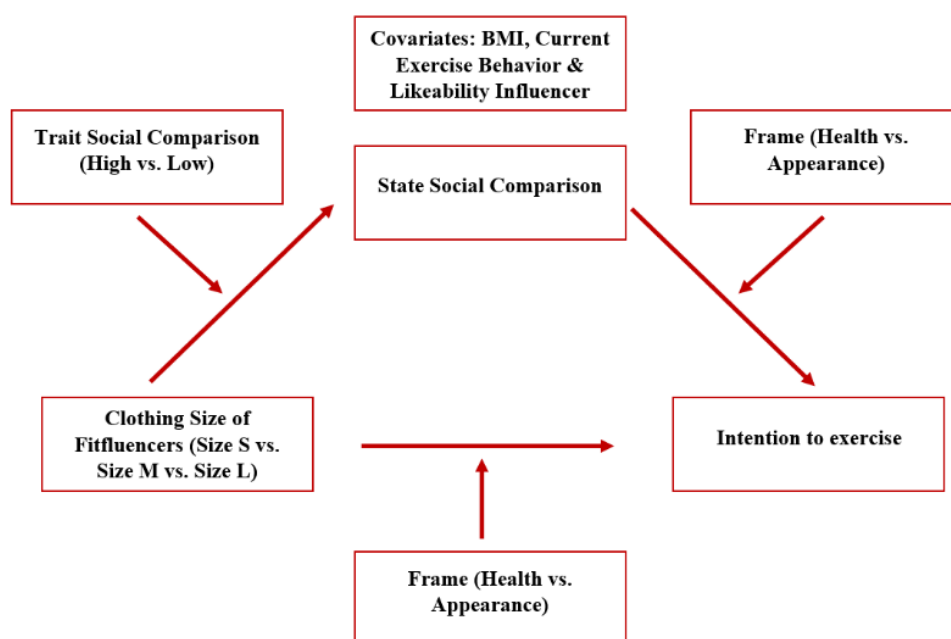 Covariates: BMI, Current
Exercise Behavior &
Likeability Influencer
Trait Social Comparison
(High vs. Low)
State Social Comparison
Frame (Health vs.
Appearance)
Clothing Size of
Fitfluencers (Size S vs.
Size M vs. Size L)
Intention to exercise
Frame (Health vs.
Appearance)